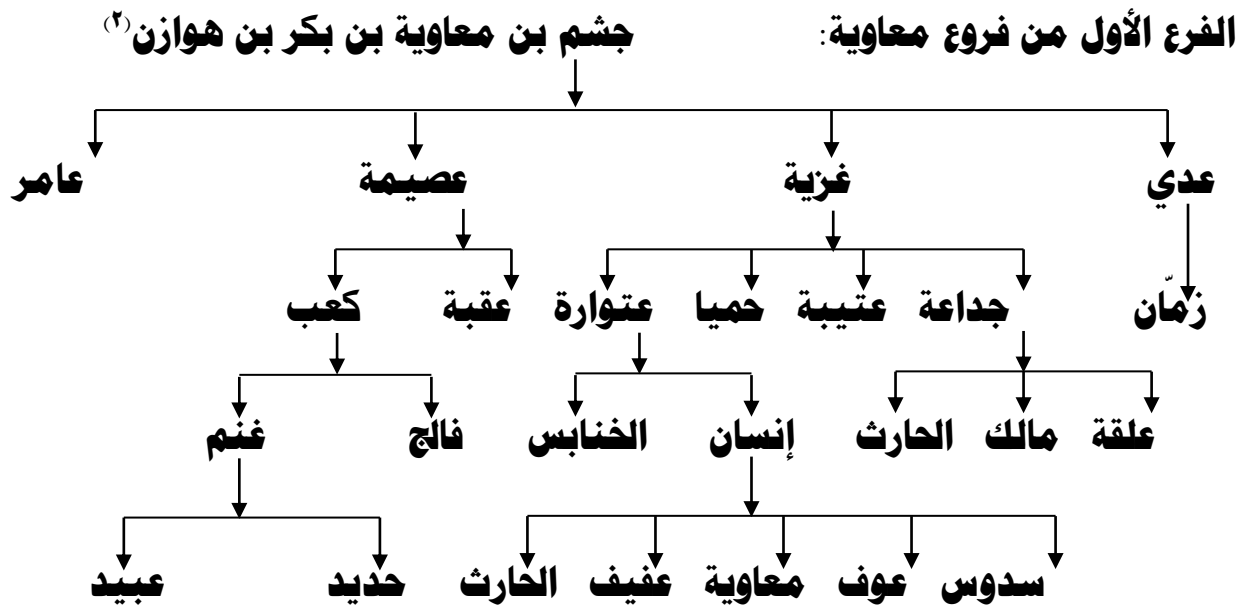 الفرع الأول من فروع معاوية: جشم بن معاوية بن بكر بن هوازن(٢)
عدي غزية عصيمة عامر
زمّان جداعة عتيبة حميا عتوارة عقبة كعب
علقة مالك الحارث إنسان الخنابس فالج غنم
سدوس عوف معاوية عفيف الحارث حديد عبيد